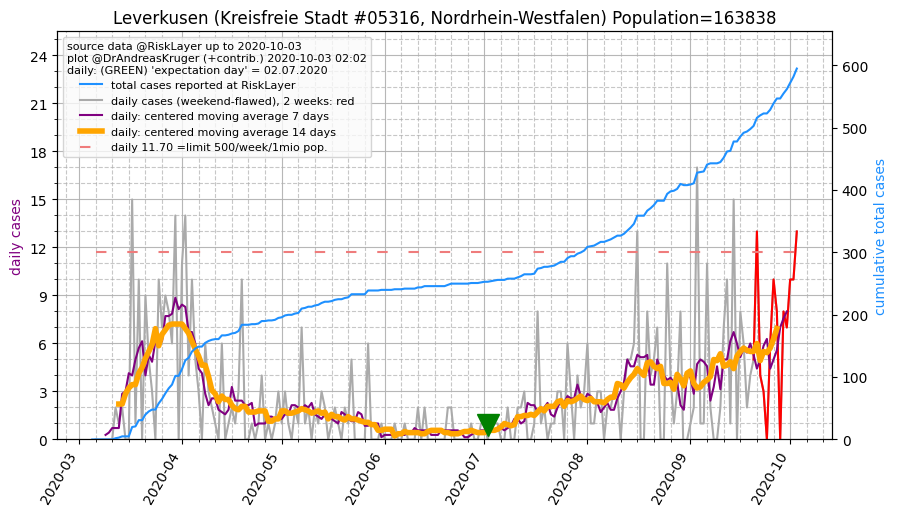 Leverkusen (Kreisfreie Stadt #05316, Nordrhein-Westfalen) Population=163838
source data @RiskLayer up to 2020-10-03
plot @DrAndreasKruger (+contrib.) 2020-10-03 02:02
daily: (GREEN) 'expectation day' = 02.07.2020
total cases reported at RiskLayer
daily cases (weekend-flawed), 2 weeks: red
daily: centered moving average 7 days
daily: centered moving average 14 days
daily 11.70 =limit 500/week/1mio pop.
daily cases
24
21
18
15
12
9
6
3
0
cumulative total cases
600
500
400
300
200
100
0
2020-03
2020-04
2020-05
2020-06
2020-07
2020-08
2020-09
2020-10